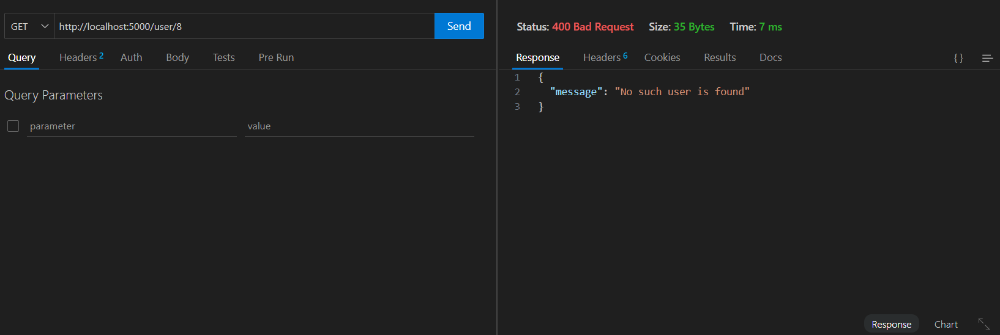 GET http://localhost:5000/user/8 Send
Query Headers 2 Auth Body Tests Pre Run
Query Parameters
parameter value
Status: 400 Bad Request Size: 35 Bytes Time: 7 ms
Response Headers 6 Cookies Results Docs { }
1 {
2 "message": "No such user is found"
3 }
Response Chart